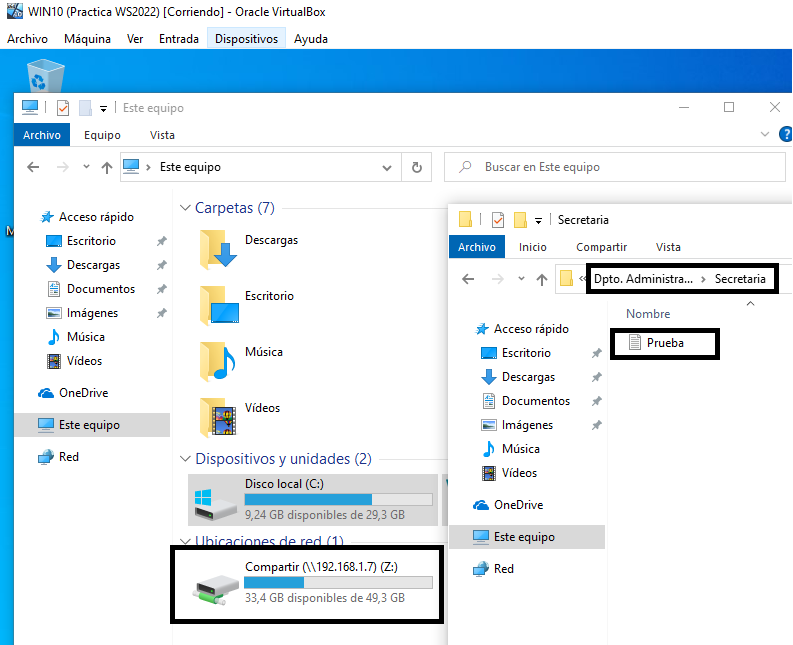 WIN10 (Practica WS2022) [Corriendo] - Oracle VirtualBox
Archivo Máquina Ver Entrada Dispositivos Ayuda
Este equipo
Archivo Equipo Vista
Este equipo
Buscar en Este equipo
Acceso rápido
Escritorio
Descargas
Documentos
Imágenes
Música
Vídeos
OneDrive
Este equipo
Red
Carpetas (7)
Descargas
Escritorio
Música
Vídeos
Dispositivos y unidades (2)
Disco local (C:)
9,24 GB disponibles de 29,3 GB
Ubicaciones de red (1)
Compartir (\\192.168.1.7) (Z:)
33,4 GB disponibles de 49,3 GB
Secretaria
Archivo Inicio Compartir Vista
« Dpto. Administra... › Secretaria
Acceso rápido
Escritorio
Descargas
Documentos
Imágenes
Música
Vídeos
OneDrive
Este equipo
Red
Nombre
Prueba